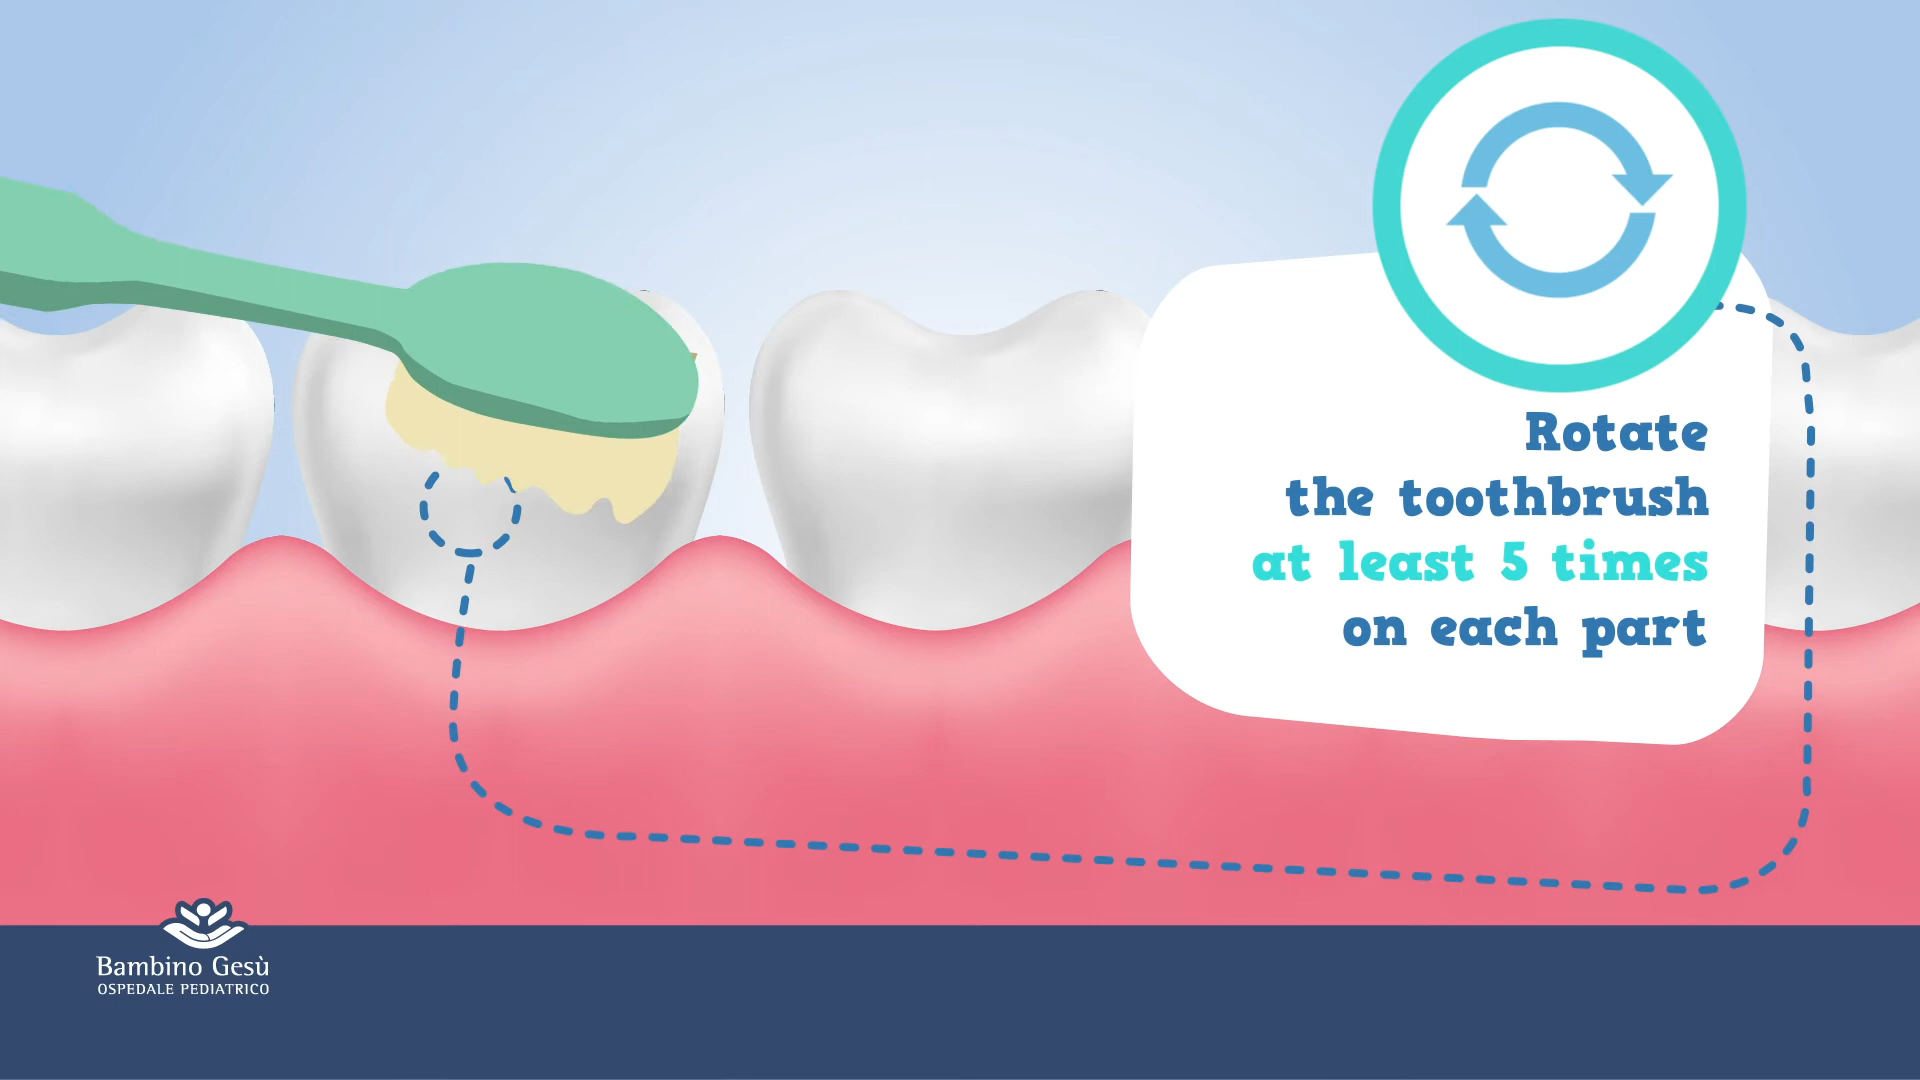 Rotate
the toothbrush
at least 5 times
on each part
Bambino Gesù
OSPEDALE PEDIATRICO